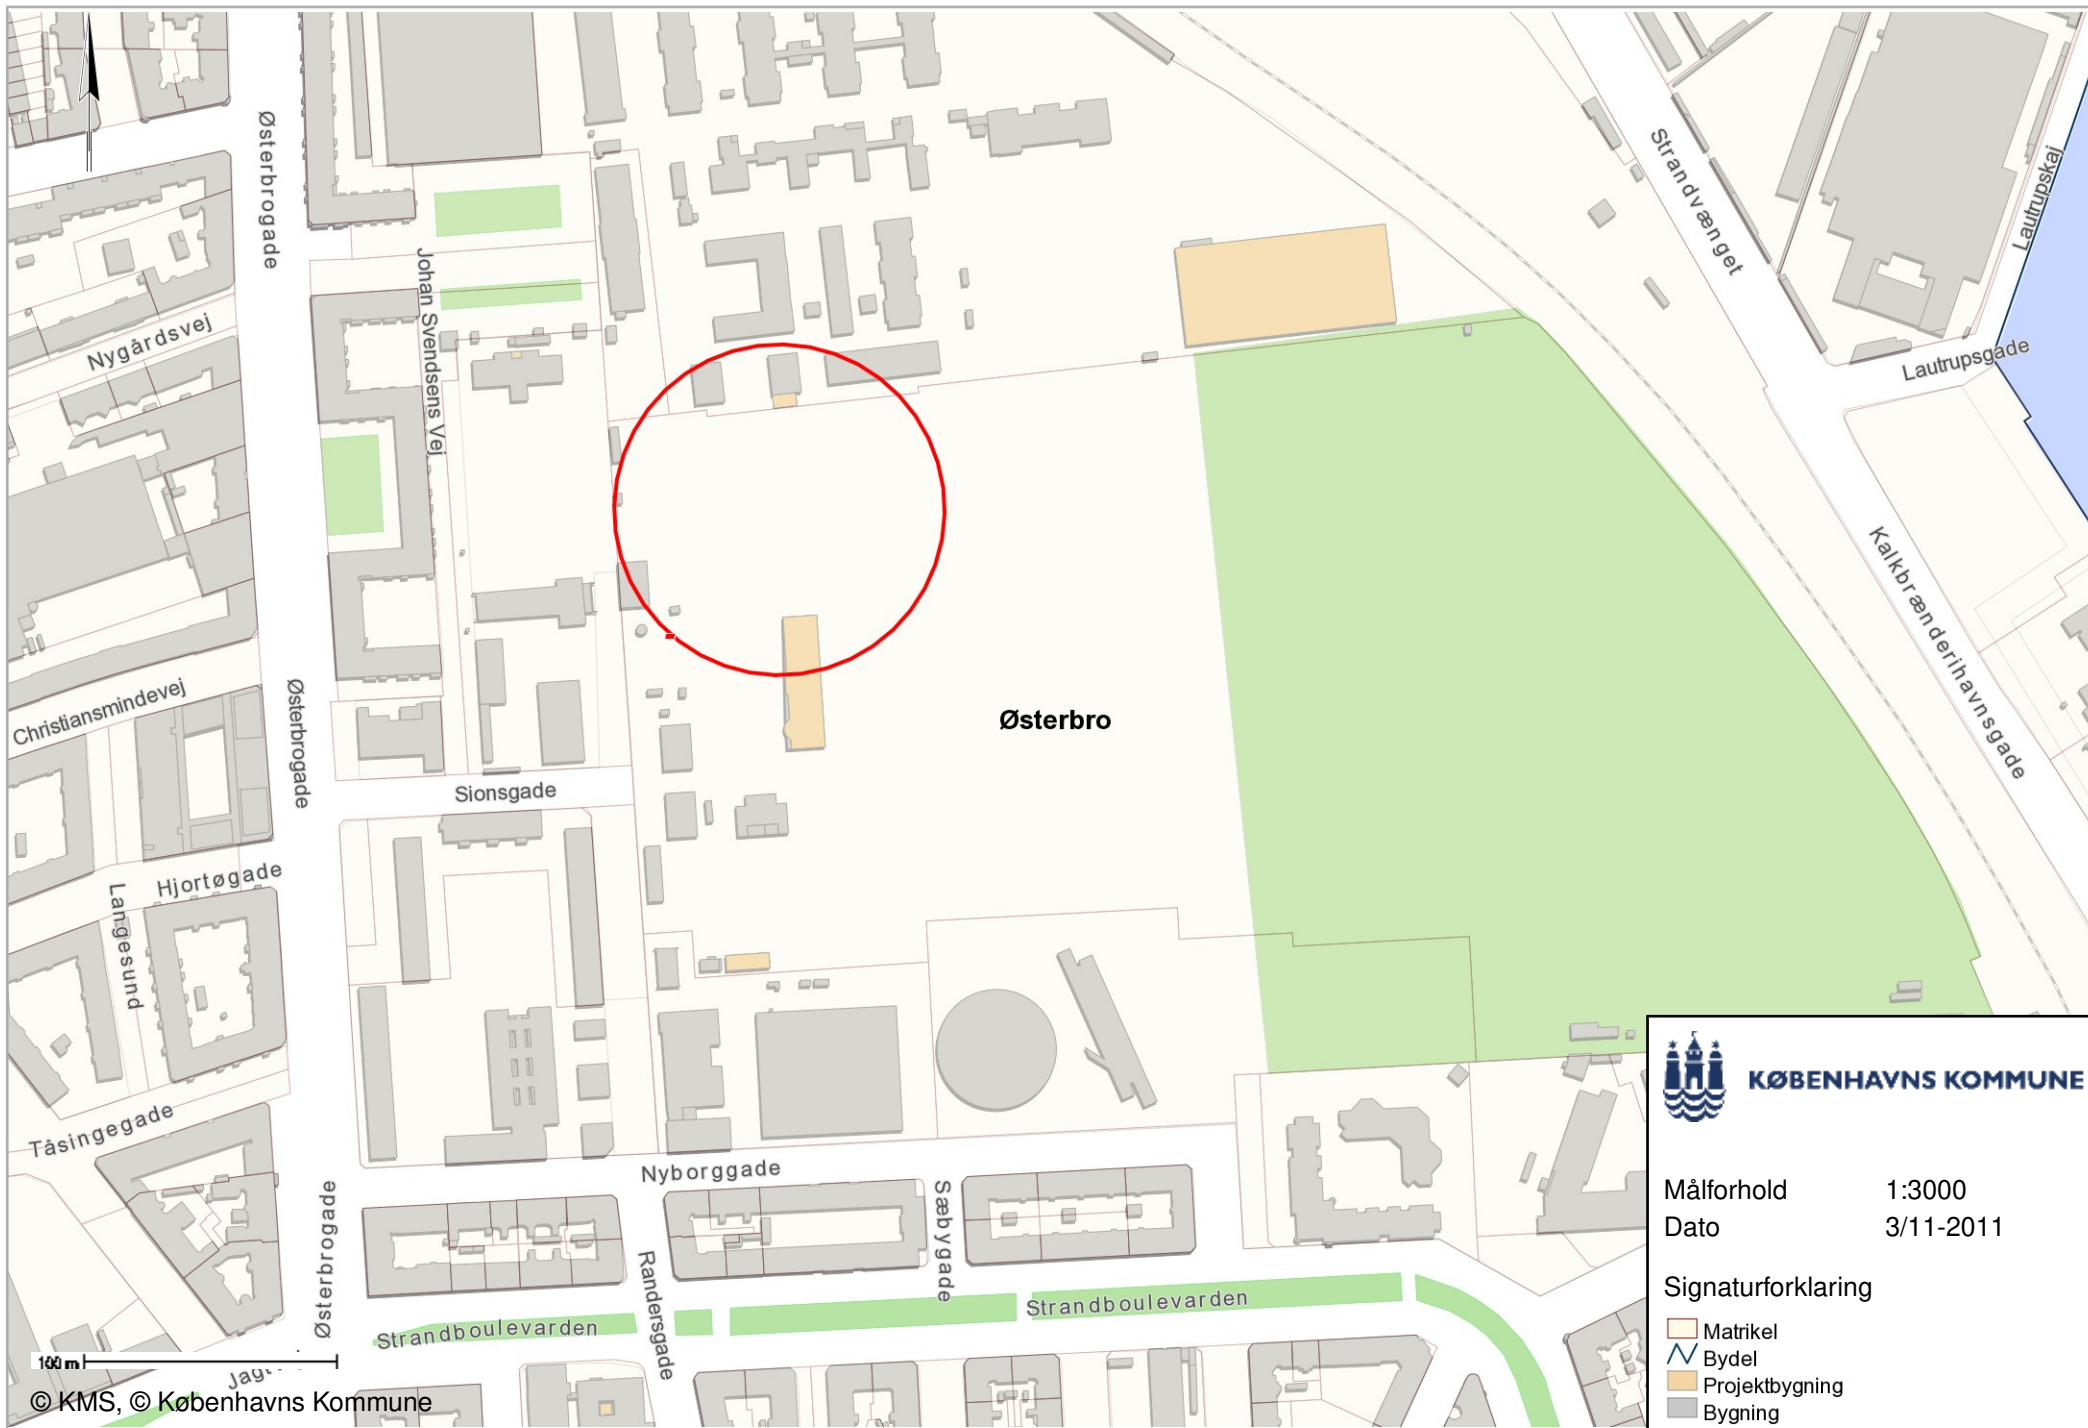 Østerbrogade
Strandvænget
Lautrupskaj
Johan Svendsens Vej
Nygårdsvej
Lautrupsgade
Kalkbrænderihavnsgade
Christiansmindevej
Østerbrogade
Østerbro
Sionsgade
Hjortøgade
Langesund
Tåsingegade
Nyborggade
Østerbrogade
Sæbygade
Randersgade
Strandboulevarden
Strandboulevarden
KØBENHAVNS KOMMUNE
Målforhold 1:3000
Dato 3/11-2011
Signaturforklaring
Matrikel
Bydel
Projektbygning
Bygning
© KMS, © Københavns Kommune